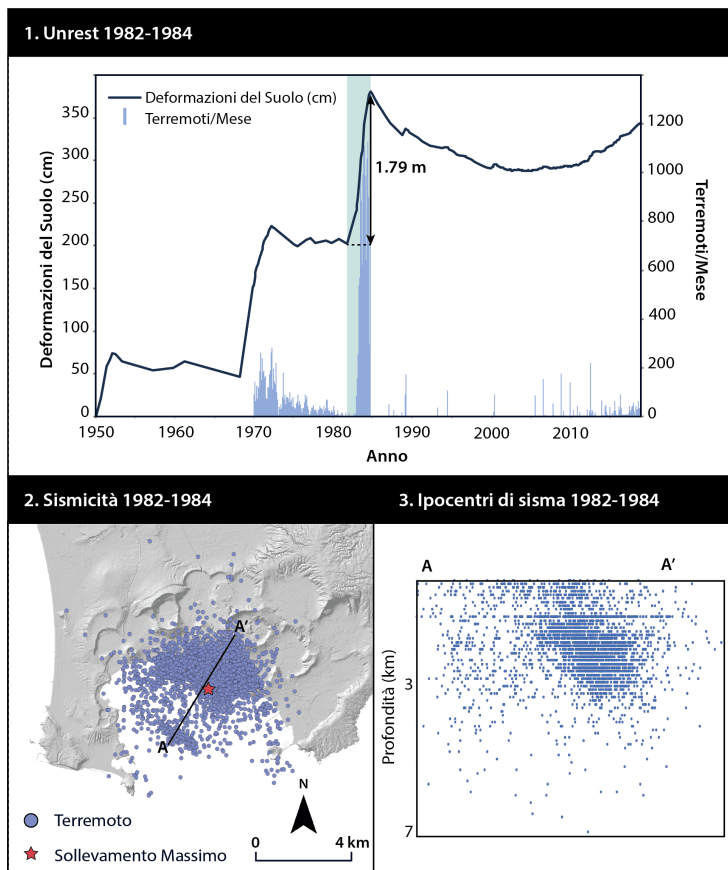 1. Unrest 1982-1984
Deformazioni del Suolo (cm)
Terremoti/Mese
Deformazioni del Suolo (cm)
350
300
250
200
150
100
50
0
1.79 m
1200
1000
800
600
400
200
0
Terremoti/Mese
1950 1960 1970 1980 1990 2000 2010
Anno
2. Sismicità 1982-1984
A'
A
N
Terremoto
0 4 km
Sollevamento Massimo
3. Ipocentri di sisma 1982-1984
A A'
Profondità (km)
3
7